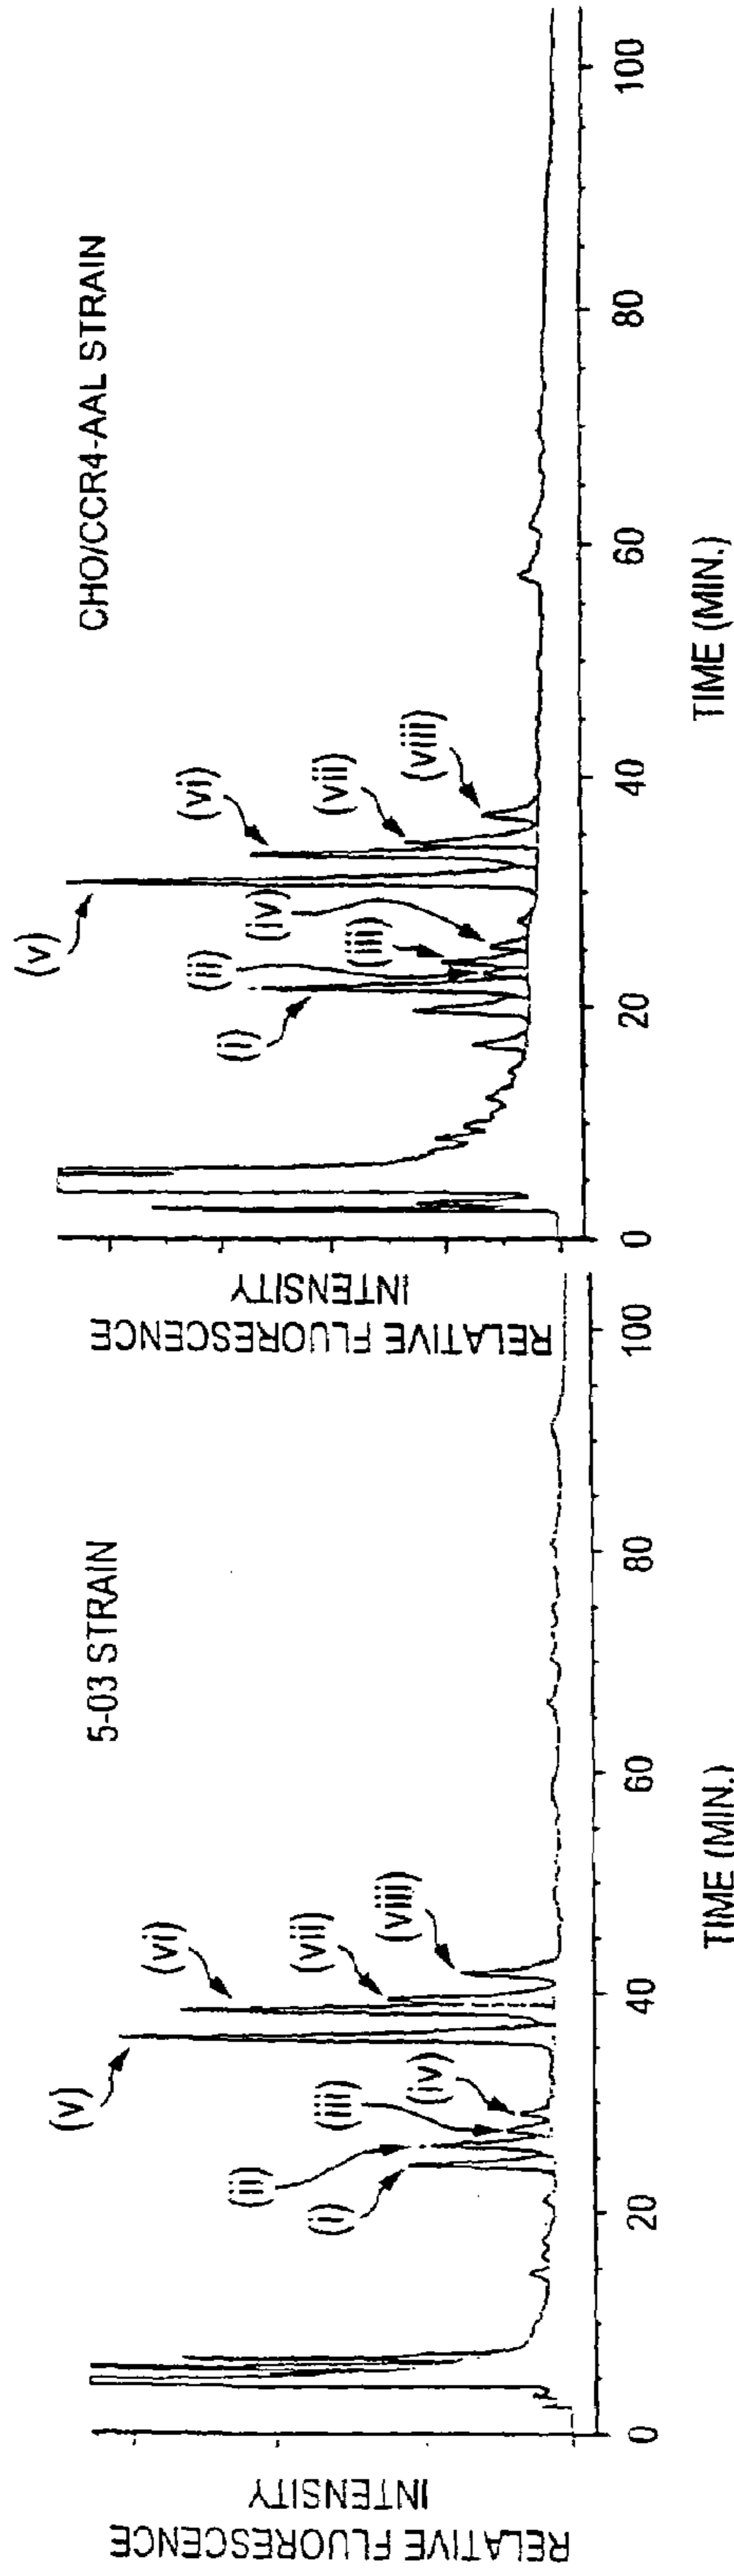 5-03 STRAIN
RELATIVE FLUORESCENCE
INTENSITY
(i)
(ii)
(iii)
(iv)
(v)
(vi)
(vii)
(viii)
0
20
40
60
80
100
TIME (MIN.)
CHO/CCR4-AAL STRAIN
RELATIVE FLUORESCENCE
INTENSITY
(i)
(ii)
(iii)
(iv)
(v)
(vi)
(vii)
(viii)
0
20
40
60
80
100
TIME (MIN.)